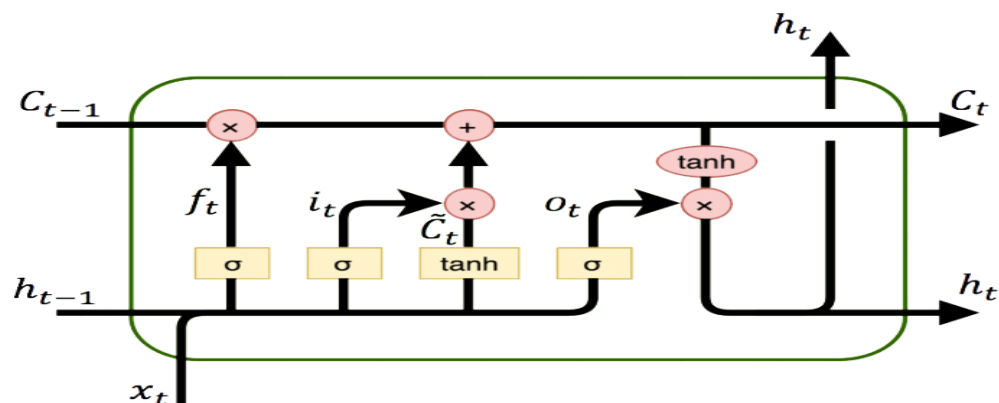 h_t
C_{t-1}
×
+
C_t
tanh
f_t
i_t
×
o_t
×
C̃_t
σ
σ
tanh
σ
h_{t-1}
h_t
x_t